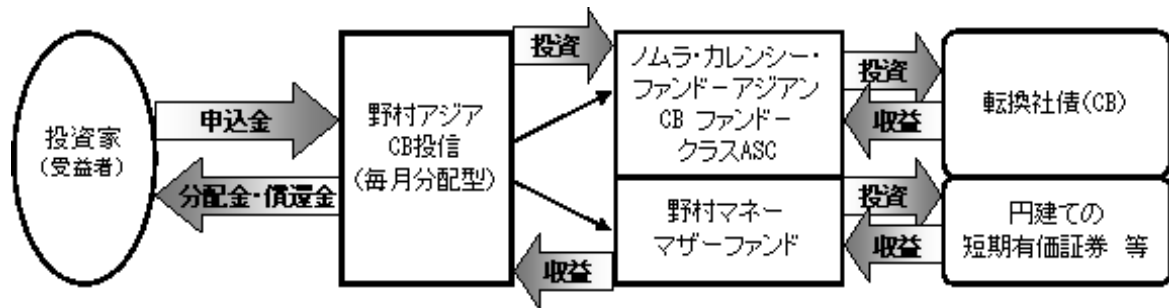 投資家
(受益者)
申込金
分配金・償還金
野村アジア
CB投信
(毎月分配型)
投資
収益
ノムラ・カレンシー・
ファンドーアジアン
CB ファンドー
クラスASC
野村マネー
マザーファンド
投資
収益
投資
収益
転換社債(CB)
円建ての
短期有価証券 等